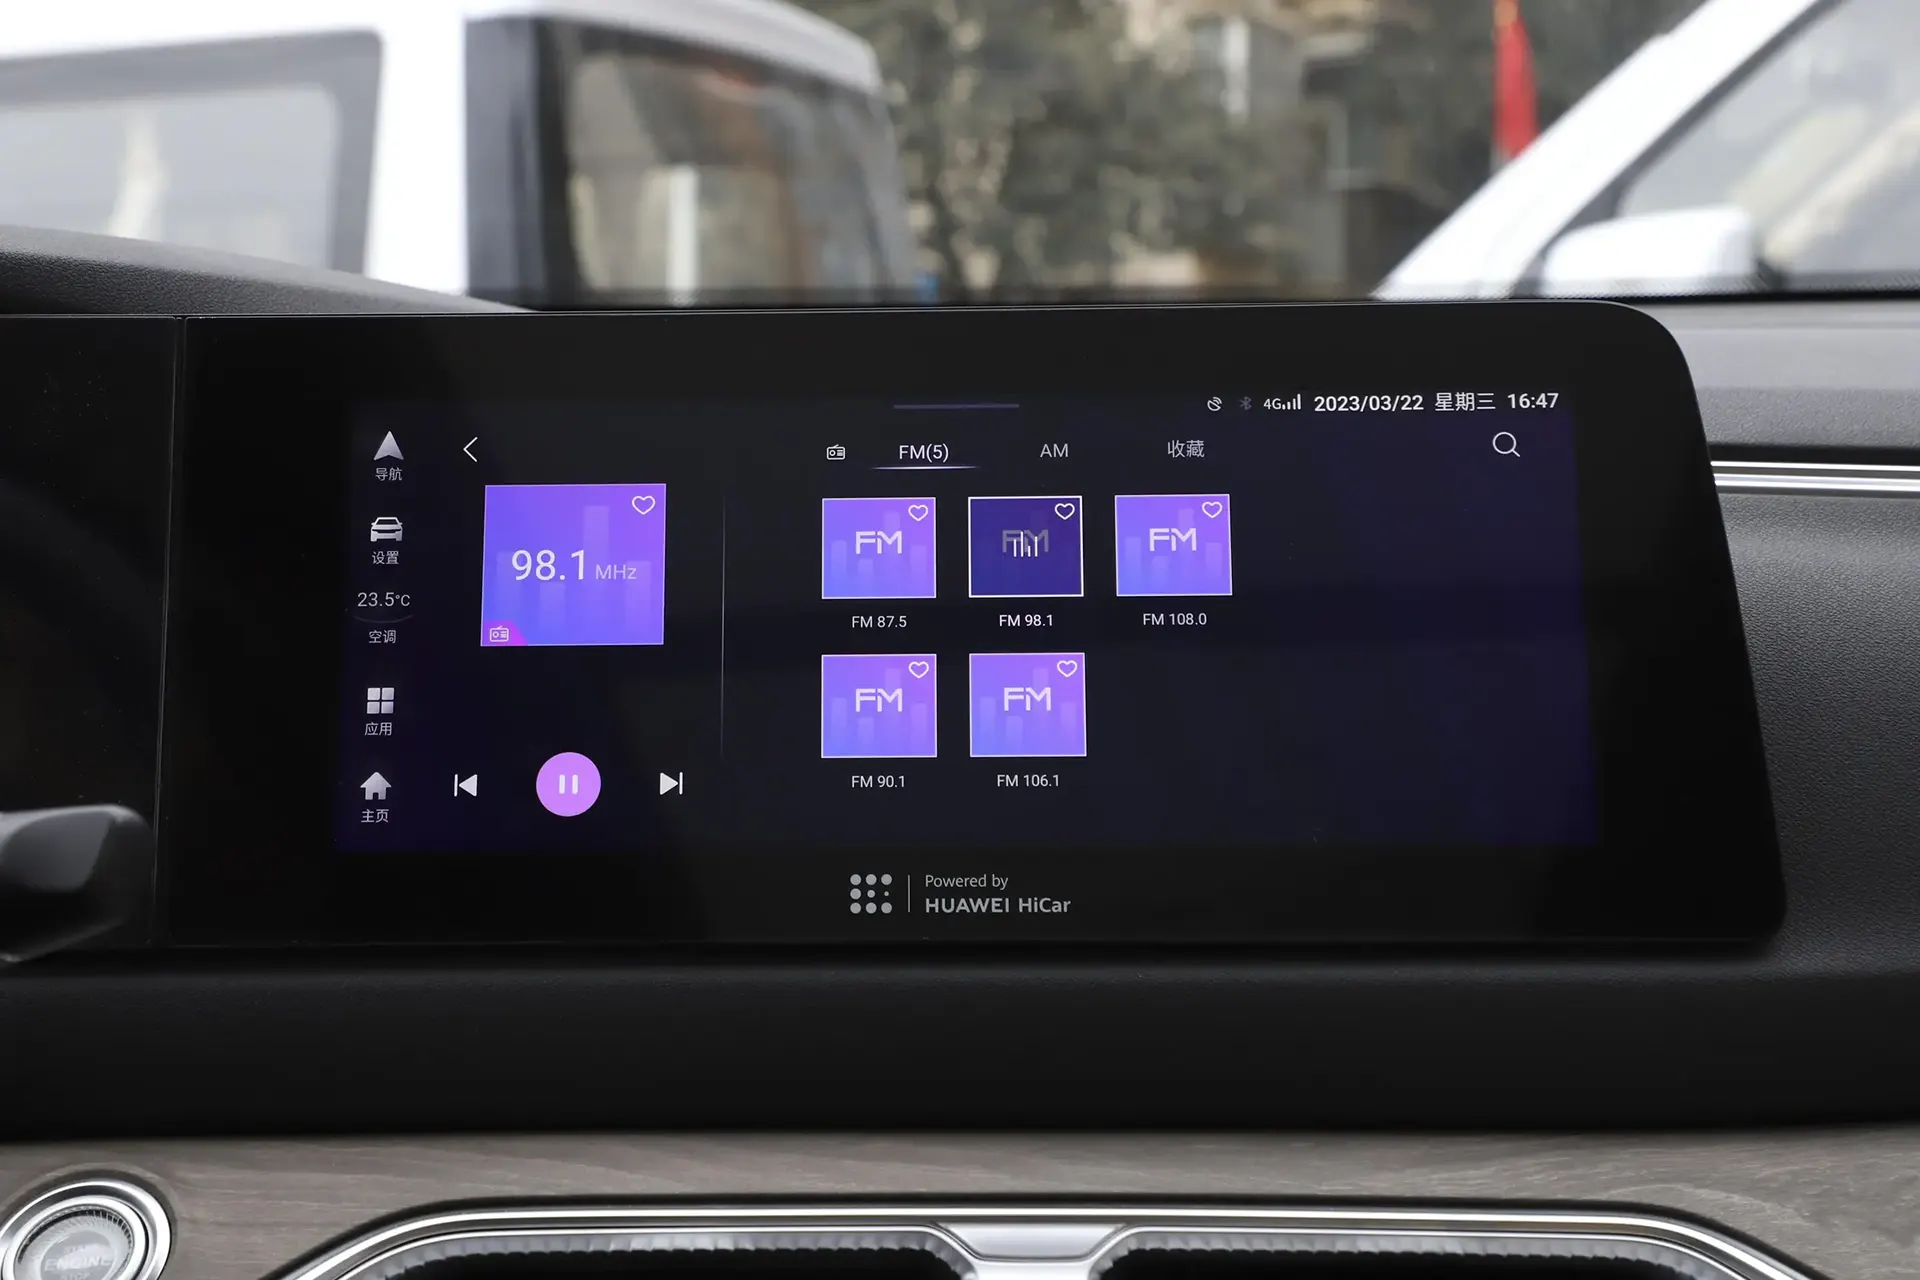 4G 2023/03/22 星期三 16:47
导航
设置
23.5°C
空调
应用
主页
98.1 MHz
FM(5) AM 收藏
FM FM FM
FM 87.5 FM 98.1 FM 108.0
FM FM
FM 90.1 FM 106.1
Powered by
HUAWEI HiCar
ENGINE